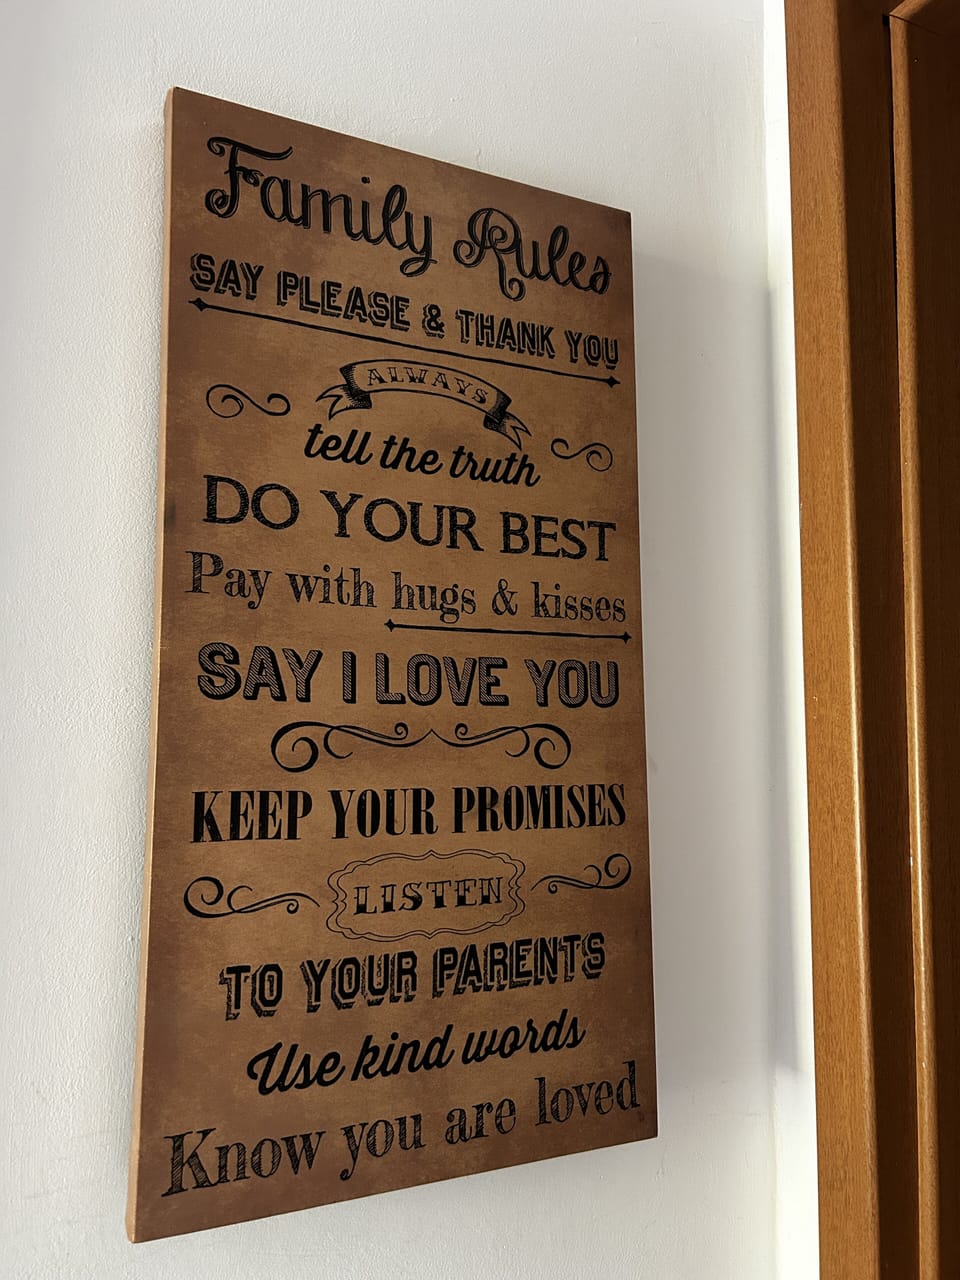 Family Rules
SAY PLEASE & THANK YOU
ALWAYS
tell the truth
DO YOUR BEST
Pay with hugs & kisses
SAY I LOVE YOU
KEEP YOUR PROMISES
LISTEN
TO YOUR PARENTS
Use kind words
Know you are loved